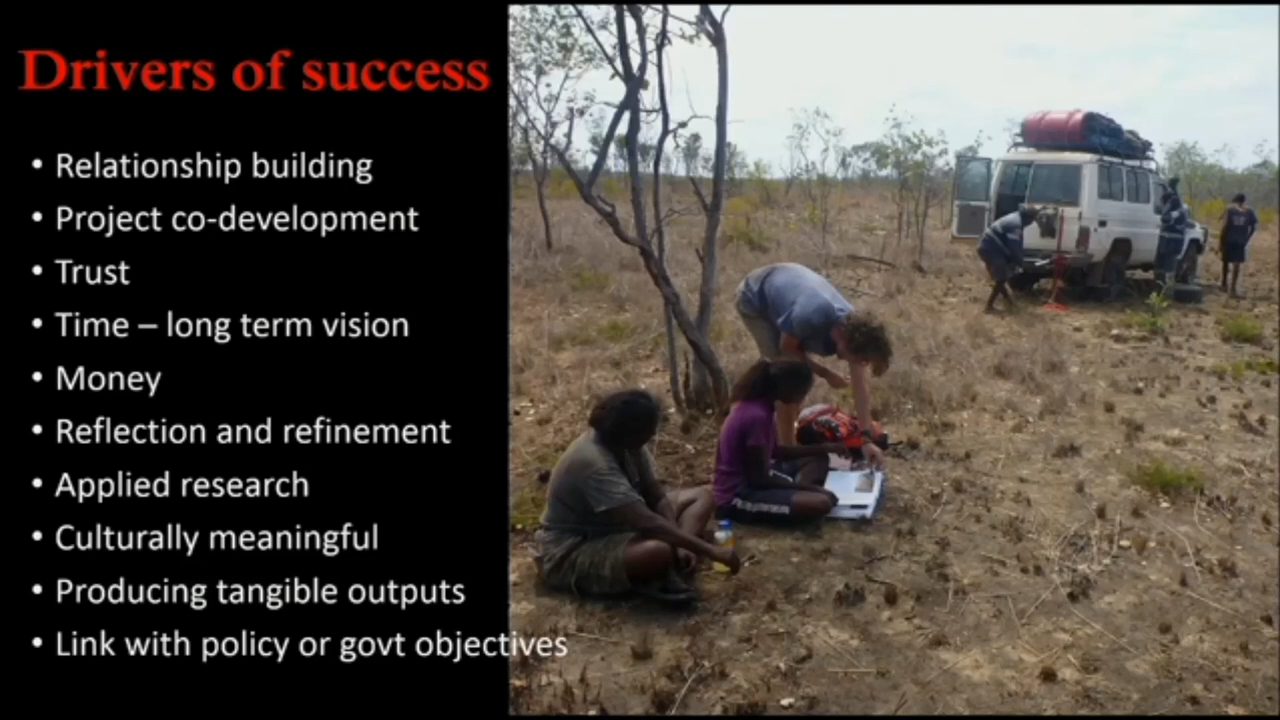 Drivers of success
• Relationship building
• Project co-development
• Trust
• Time – long term vision
• Money
• Reflection and refinement
• Applied research
• Culturally meaningful
• Producing tangible outputs
• Link with policy or govt objectives